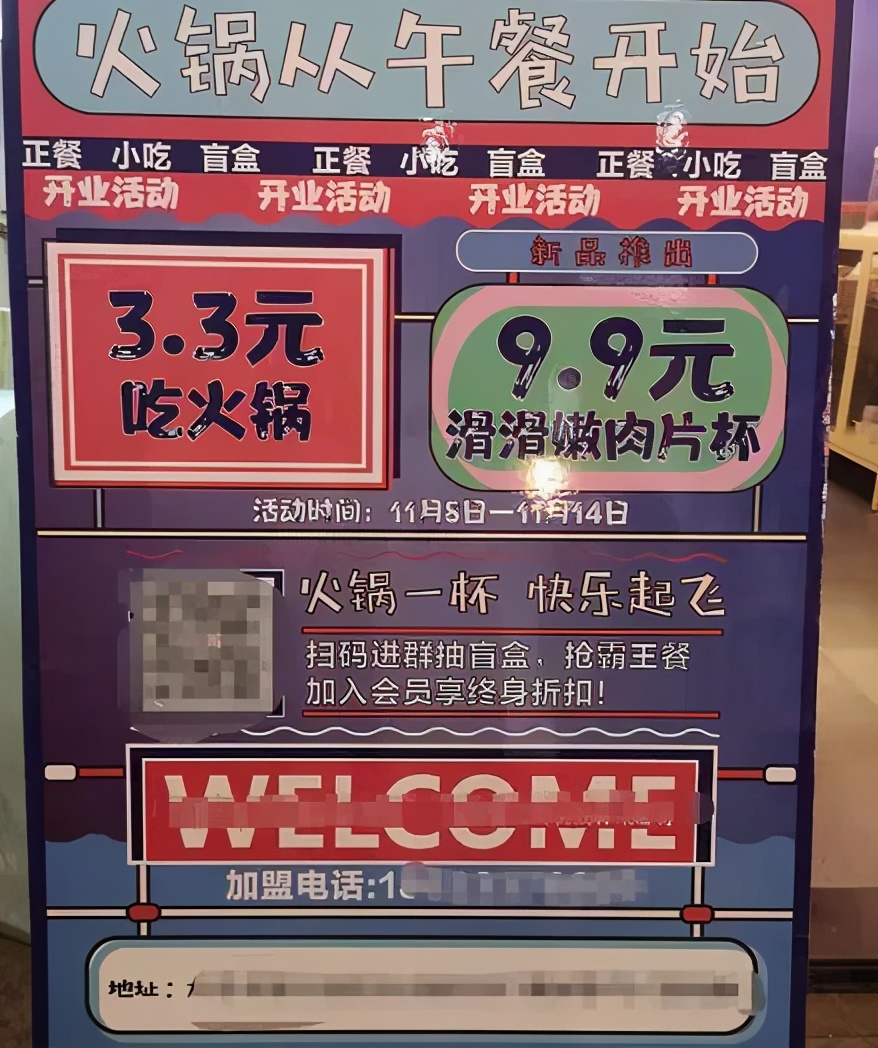 火锅从午餐开始
正餐 小吃 盲盒 正餐 小吃 盲盒 正餐 小吃 盲盒
开业活动 开业活动 开业活动 开业活动
新品推出
3.3元
吃火锅
9.9元
滑滑嫩肉片杯
活动时间：11月8日—11月14日
火锅一杯 快乐起飞
扫码进群抽盲盒，抢霸王餐
加入会员享终身折扣！
WELCOME
加盟电话:1
地址：